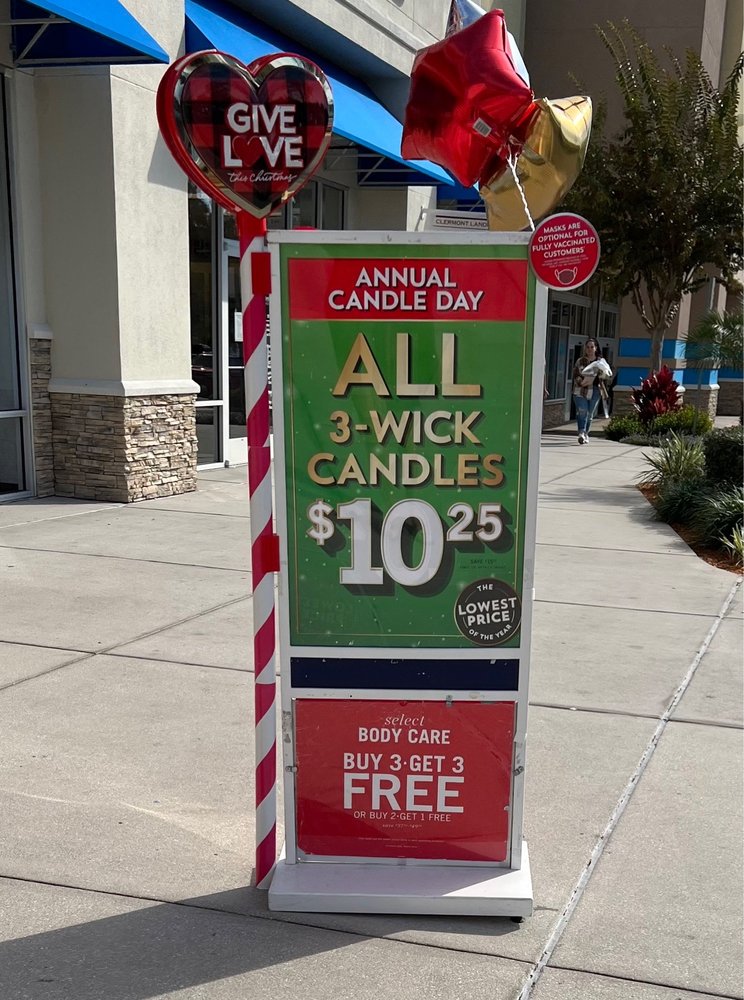 GIVE
LOVE
this Christmas
CLERMONT LAND
MASKS ARE
OPTIONAL FOR
FULLY VACCINATED
CUSTOMERS
ANNUAL
CANDLE DAY
ALL
3-WICK
CANDLES
$10.25
THE
LOWEST
PRICE
OF THE YEAR
select
BODY CARE
BUY 3•GET 3
FREE
OR BUY 2•GET 1 FREE